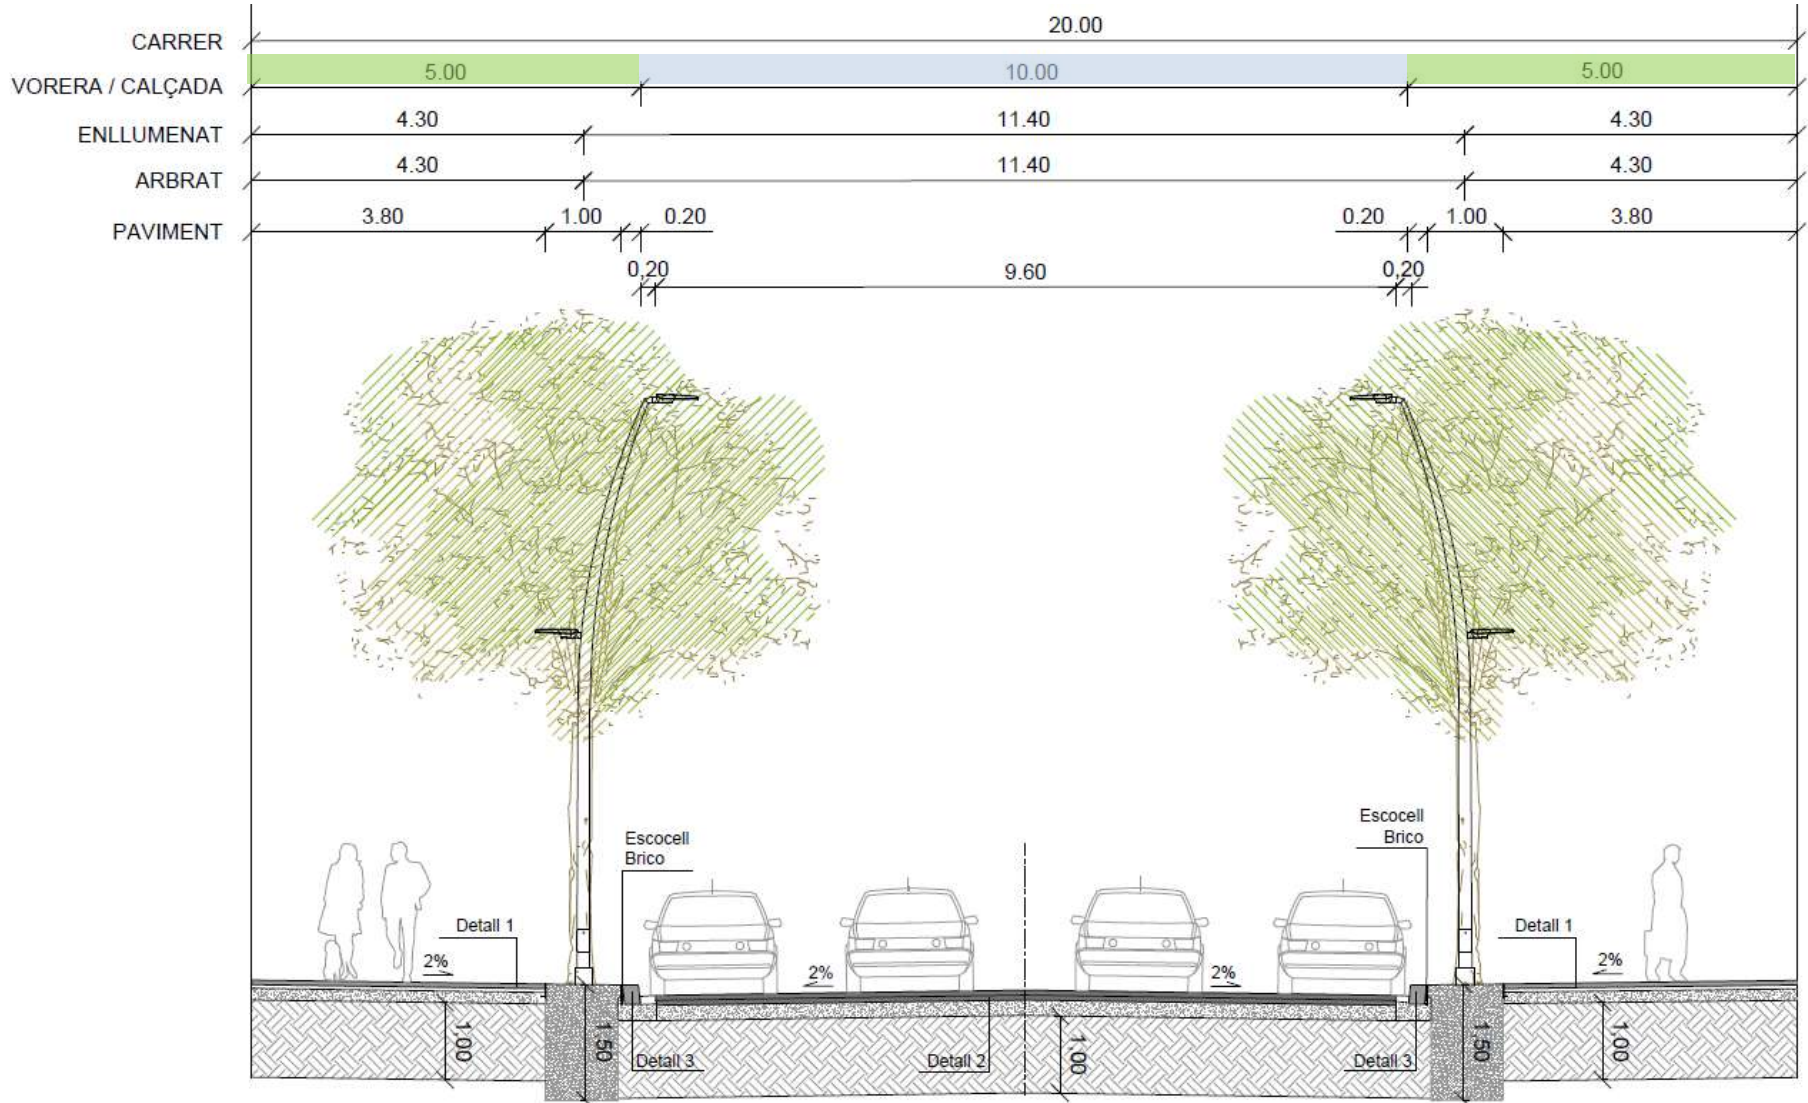 CARRER 20.00
VORERA / CALÇADA 5.00 10.00 5.00
ENLLUMENAT 4.30 11.40 4.30
ARBRAT 4.30 11.40 4.30
PAVIMENT 3.80 1.00 0.20 0.20 1.00 3.80
0,20 9.60 0,20
Escocell
Brico
Escocell
Brico
Detall 1
Detall 1
2%
2%
2%
2%
1,00
1,50
Detall 3
Detall 2
1,00
Detall 3
1,50
1,00